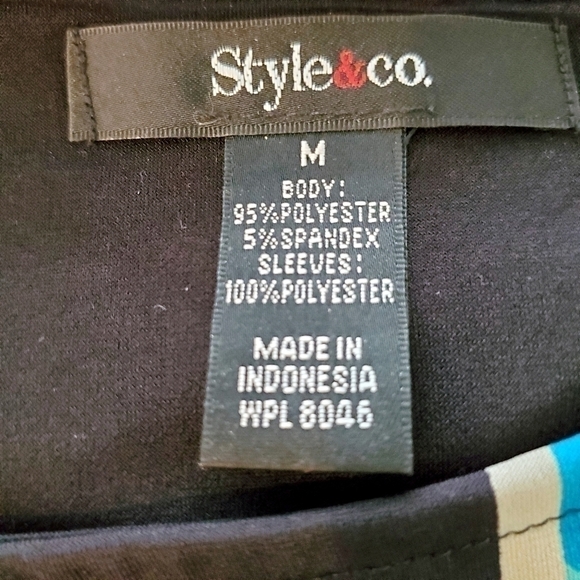 Style&co.
M
BODY:
95%POLYESTER
5%SPANDEX
SLEEVES:
100%POLYESTER
MADE IN
INDONESIA
WPL 8046